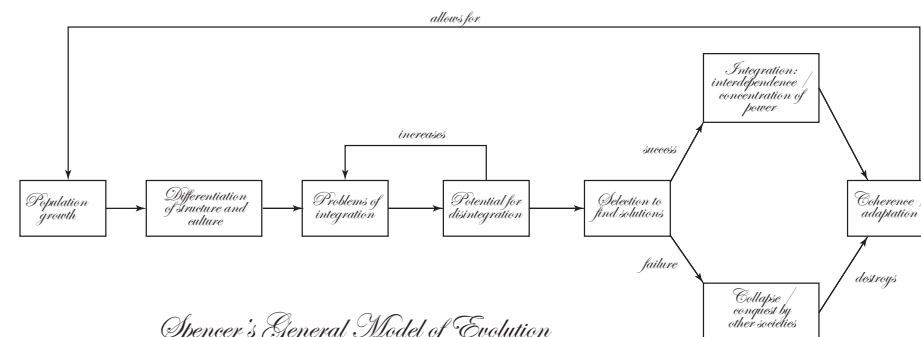 allows for
Integration:
interdependence /
concentration of
power
increases
success
Population
growth
Differentiation
of structure and
culture
Problems of
integration
Potential for
disintegration
Selection to
find solutions
Coherence /
adaptation
failure
destroys
Collapse /
conquest by
other societies
Spencer's General Model of Evolution